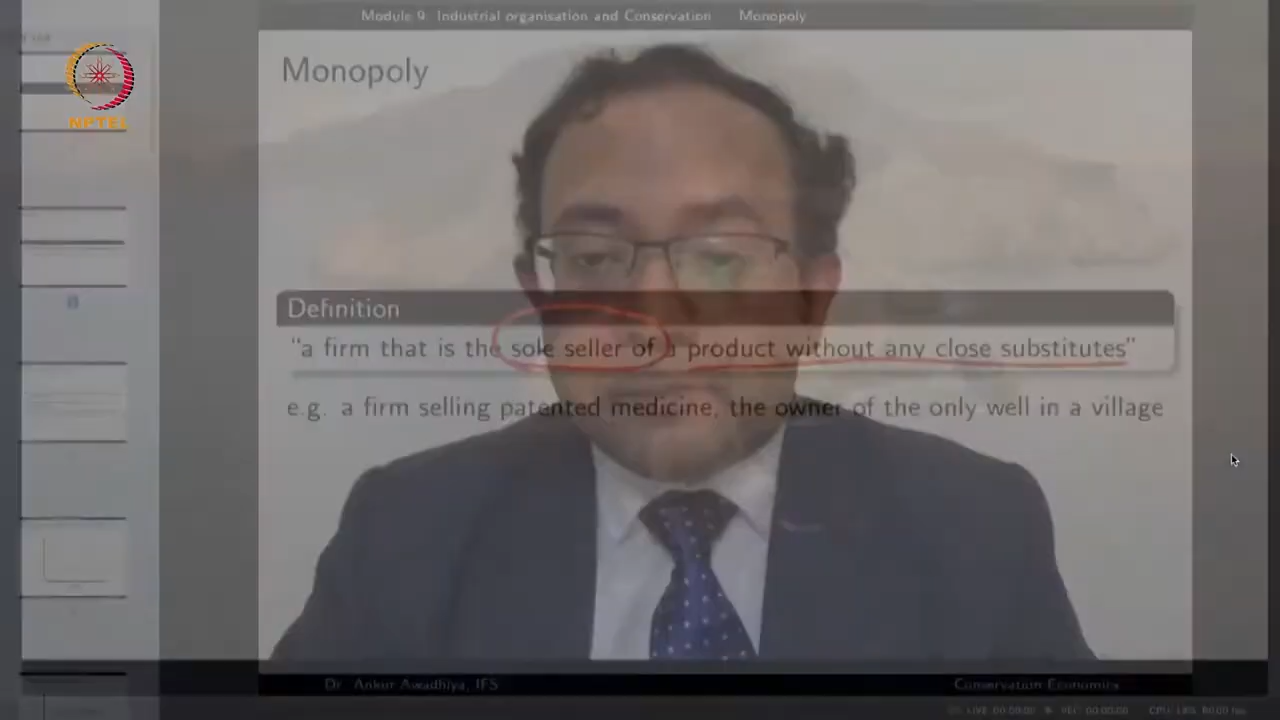 Module 9 Industrial organisation and Conservation Monopoly
NPTEL
Monopoly
Definition
"a firm that is the sole seller of a product without any close substitutes"
e.g. a firm selling patented medicine, the owner of the only well in a village
Dr. Ankur Awadhiya, IFS
Conservation Economics